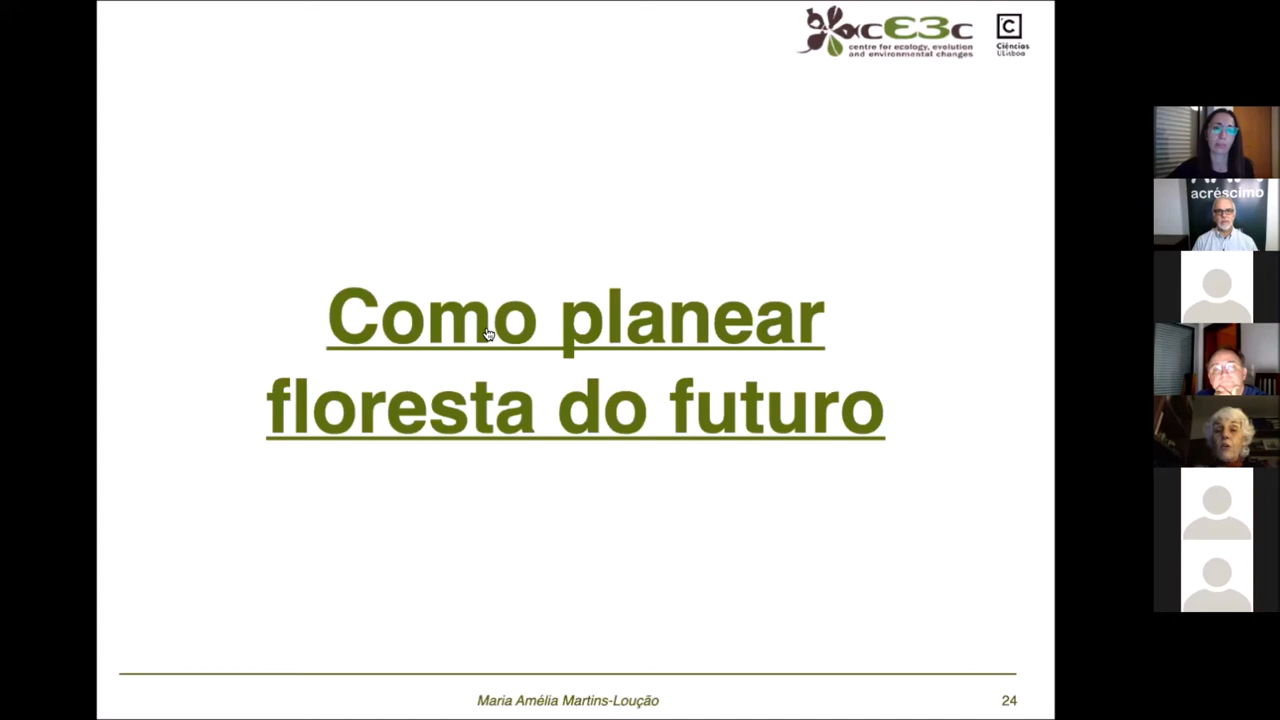 cE3c
centre for ecology, evolution
and environmental changes
C
Ciências
ULisboa
acréscimo
Como planear
floresta do futuro
Maria Amélia Martins-Loução
24